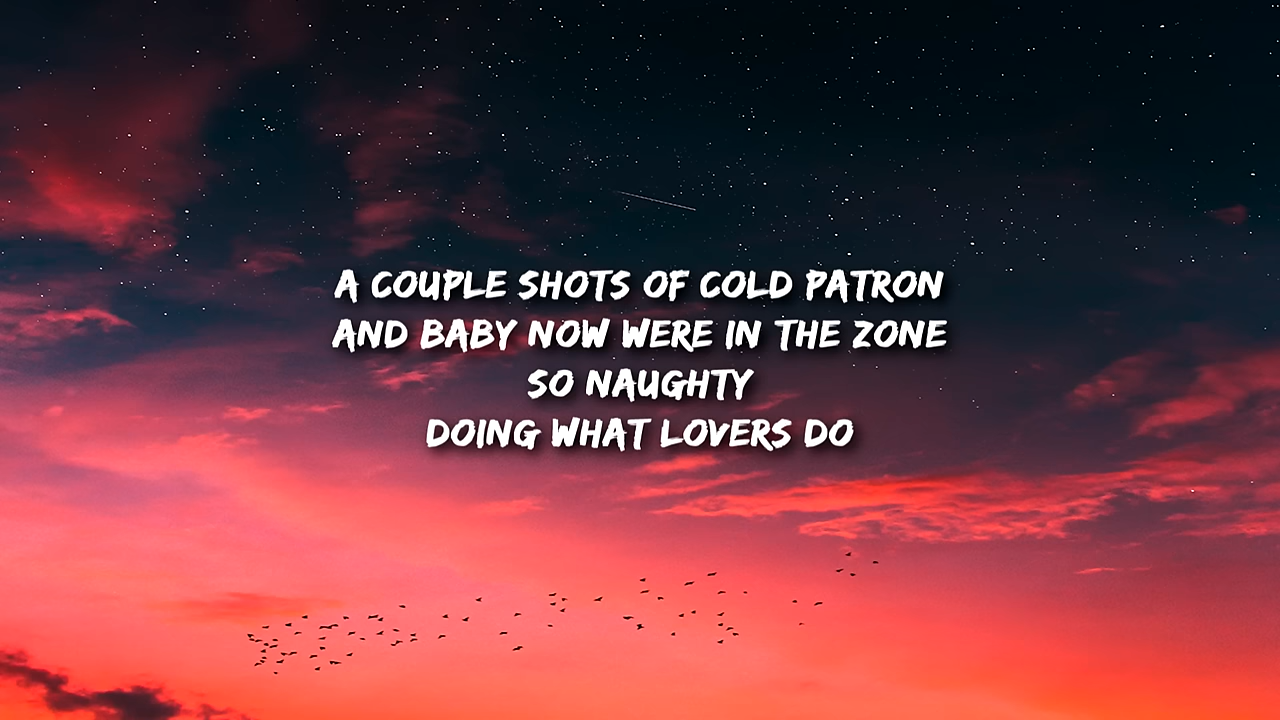 A COUPLE SHOTS OF COLD PATRON
AND BABY NOW WERE IN THE ZONE
SO NAUGHTY
DOING WHAT LOVERS DO